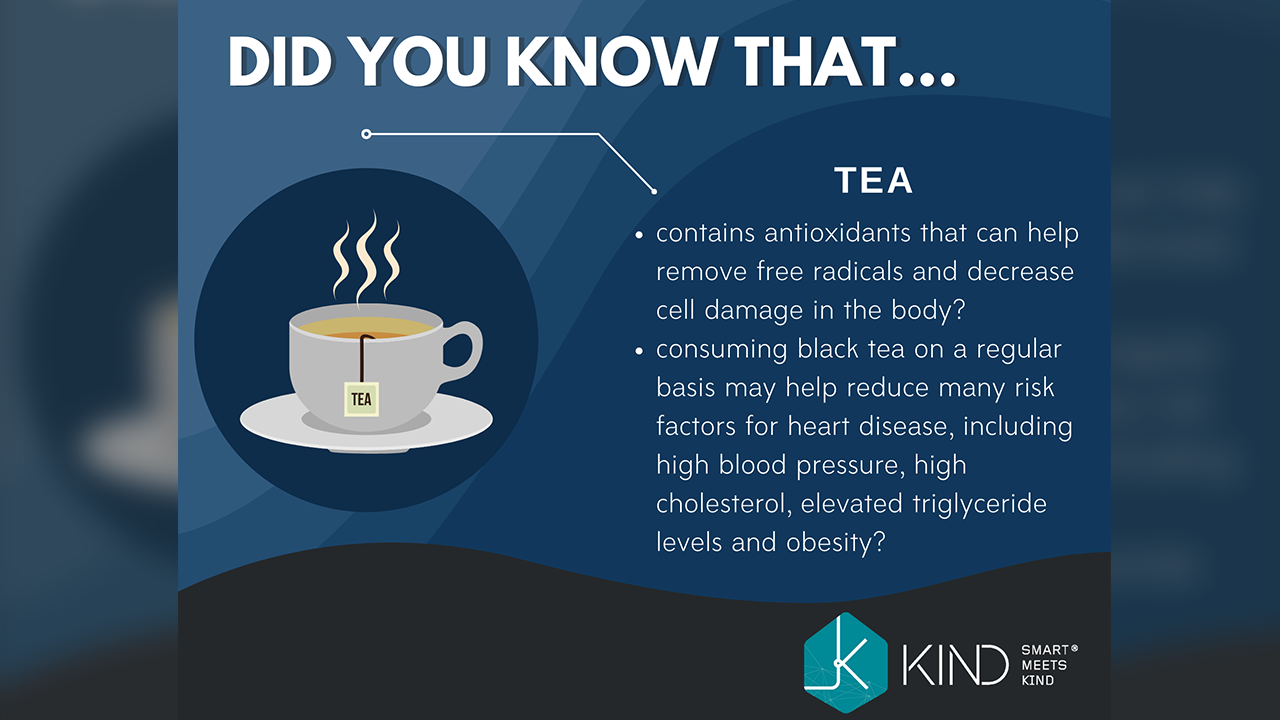 DID YOU KNOW THAT...
TEA
• contains antioxidants that can help
remove free radicals and decrease
cell damage in the body?
• consuming black tea on a regular
basis may help reduce many risk
factors for heart disease, including
high blood pressure, high
cholesterol, elevated triglyceride
levels and obesity?
TEA
K KIND
SMART®
MEETS
KIND